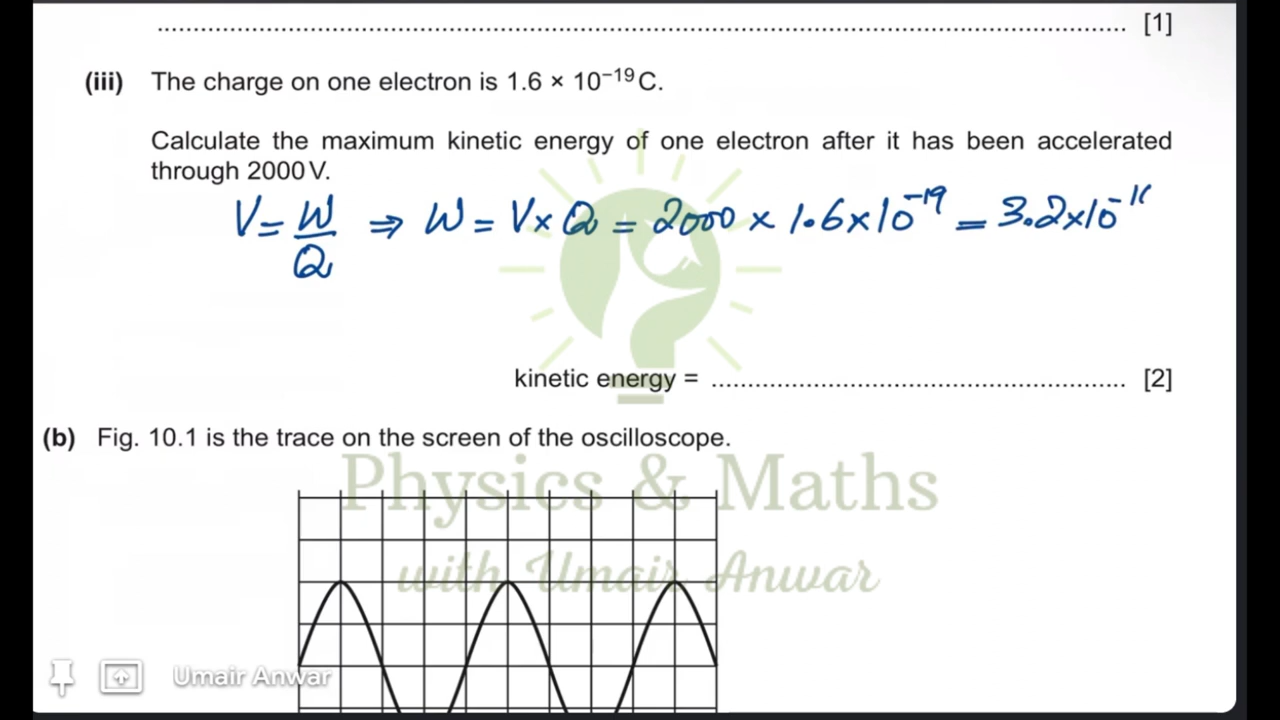 [1]
(iii) The charge on one electron is 1.6 × 10⁻¹⁹ C.
Calculate the maximum kinetic energy of one electron after it has been accelerated
through 2000 V.
V = W/Q ⇒ W = V × Q = 2000 × 1.6 × 10⁻¹⁹ = 3.2 × 10⁻¹⁶
kinetic energy = ........................................................ [2]
(b) Fig. 10.1 is the trace on the screen of the oscilloscope.
Physics & Maths
with Umair Anwar
Umair Anwar